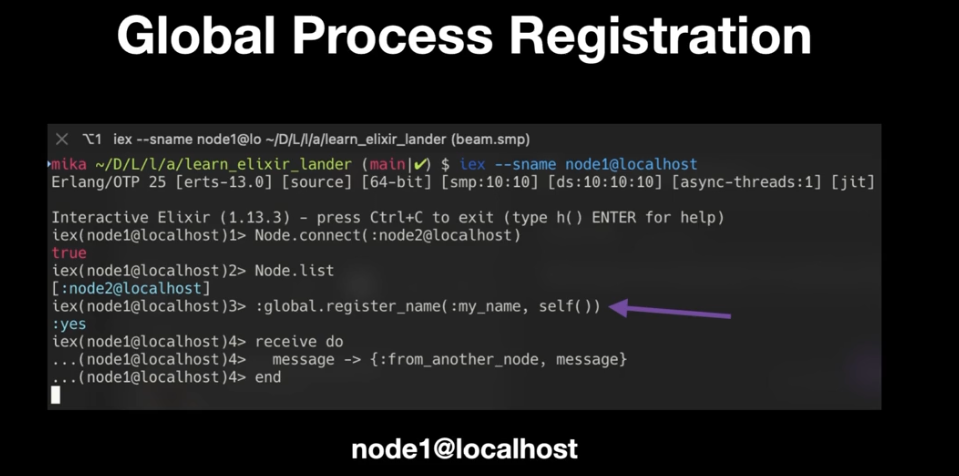 Global Process Registration
⌥1 iex --sname node1@lo ~/D/L/l/a/learn_elixir_lander (beam.smp)
mika ~/D/L/l/a/learn_elixir_lander (main|✔) $ iex --sname node1@localhost
Erlang/OTP 25 [erts-13.0] [source] [64-bit] [smp:10:10] [ds:10:10:10] [async-threads:1] [jit]
Interactive Elixir (1.13.3) - press Ctrl+C to exit (type h() ENTER for help)
iex(node1@localhost)1> Node.connect(:node2@localhost)
true
iex(node1@localhost)2> Node.list
[:node2@localhost]
iex(node1@localhost)3> :global.register_name(:my_name, self())
:yes
iex(node1@localhost)4> receive do
...(node1@localhost)4>   message -> {:from_another_node, message}
...(node1@localhost)4> end
node1@localhost